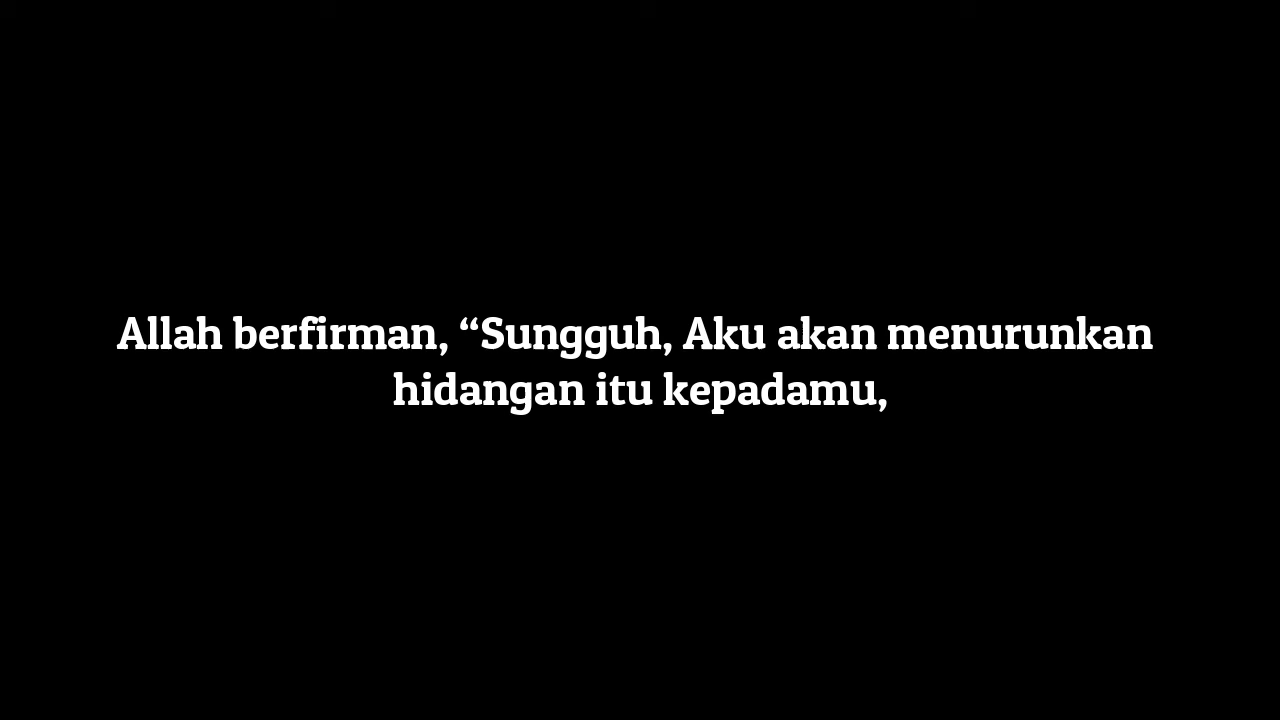 Allah berfirman, “Sungguh, Aku akan menurunkan
hidangan itu kepadamu,